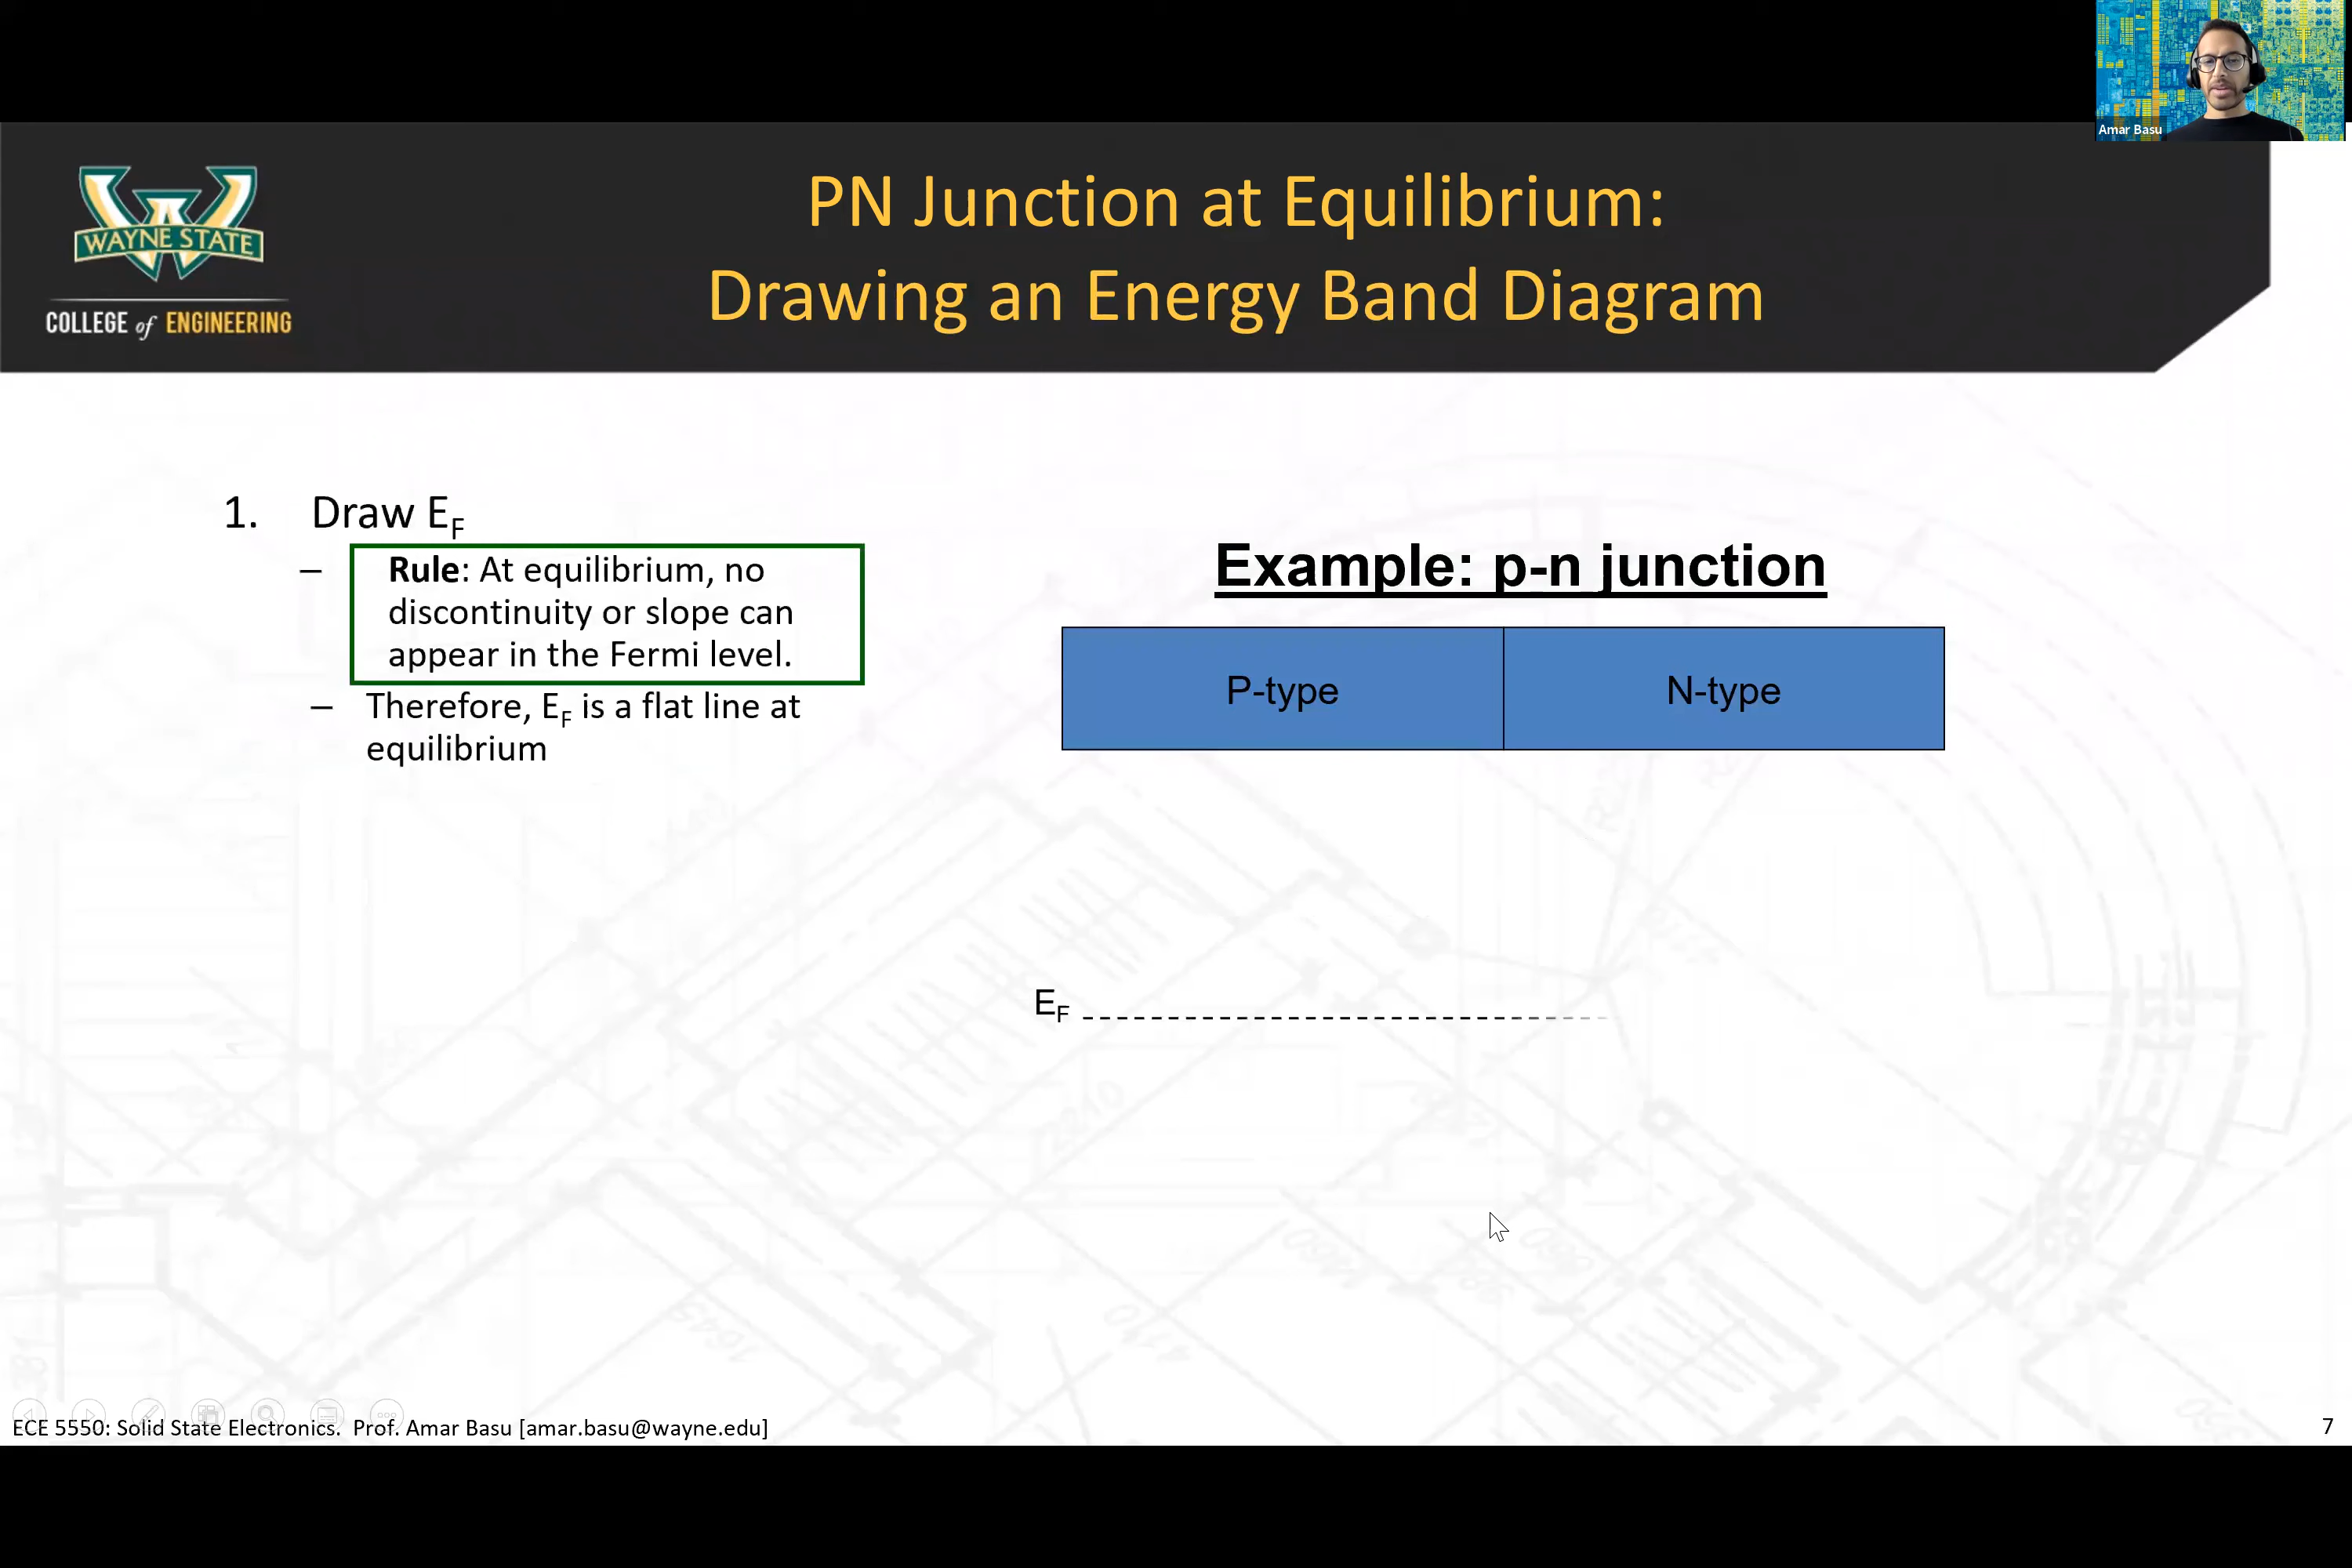 Amar Basu
WAYNE STATE
COLLEGE of ENGINEERING
PN Junction at Equilibrium:
Drawing an Energy Band Diagram
1. Draw E_F
– Rule: At equilibrium, no
discontinuity or slope can
appear in the Fermi level.
– Therefore, E_F is a flat line at
equilibrium
Example: p-n junction
P-type N-type
E_F
ECE 5550: Solid State Electronics. Prof. Amar Basu [amar.basu@wayne.edu]
7